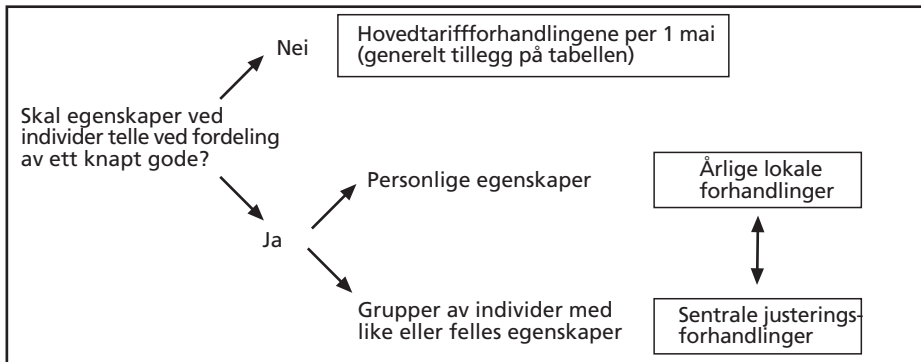 Nei
Hovedtariffforhandlingene per 1 mai
(generelt tillegg på tabellen)
Skal egenskaper ved
individer telle ved fordeling
av ett knapt gode?
Personlige egenskaper
Årlige lokale
forhandlinger
Ja
Grupper av individer med
like eller felles egenskaper
Sentrale justerings-
forhandlinger